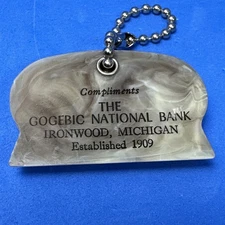 Compliments
THE
GOGEBIC NATIONAL BANK
IRONWOOD, MICHIGAN
Established 1909